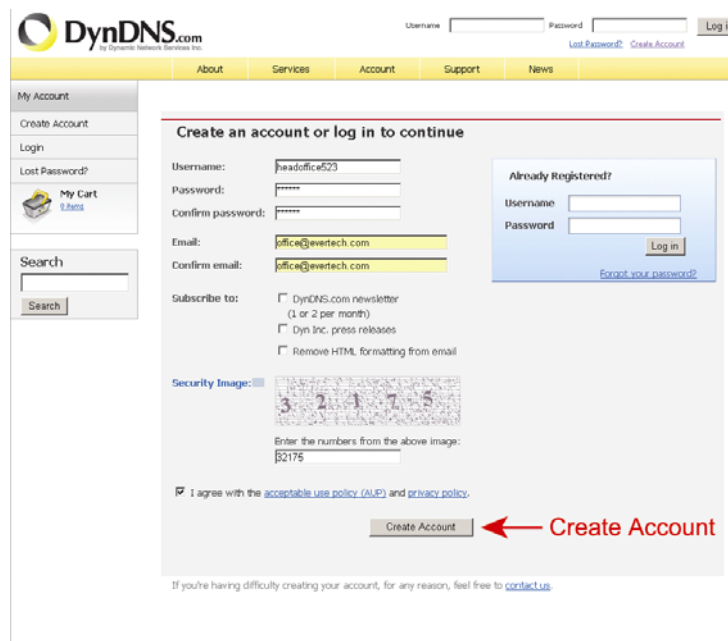 DynDNS.com
by Dynamic Network Services Inc.
Username Password Log i
Lost Password? Create Account
About Services Account Support News
My Account
Create Account
Login
Lost Password?
My Cart
0 items
Search
Search
Create an account or log in to continue
Username: headoffice523
Password: ******
Confirm password: ******
Email: office@evertech.com
Confirm email: office@evertech.com
Subscribe to: DynDNS.com newsletter
(1 or 2 per month)
Dyn Inc. press releases
Remove HTML formatting from email
Security Image:
3 2 1 7 5
Enter the numbers from the above image:
32175
I agree with the acceptable use policy (AUP) and privacy policy.
Create Account
Create Account
Already Registered?
Username
Password
Log in
Forgot your password?
If you're having difficulty creating your account, for any reason, feel free to contact us.